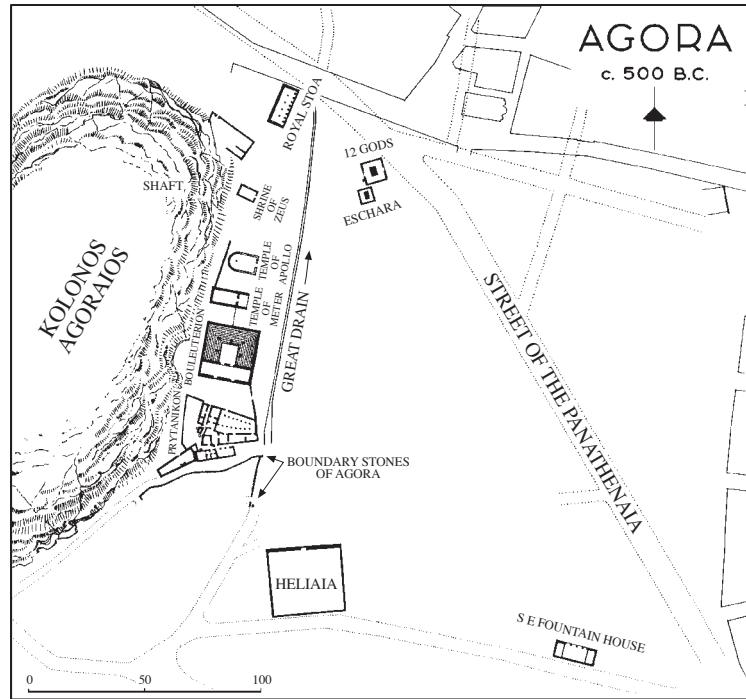 AGORA
c. 500 B.C.
ROYAL STOA
12 GODS
ESCHARA
SHAFT
SHRINE
OF
ZEUS
KOLONOS
AGORAIOS
TEMPLE
OF
APOLLO
TEMPLE
OF
METER
BOULEUTERION
GREAT DRAIN
STREET OF THE PANATHENAIA
PRYTANIKON
BOUNDARY STONES
OF AGORA
HELIAIA
S E FOUNTAIN HOUSE
0 50 100